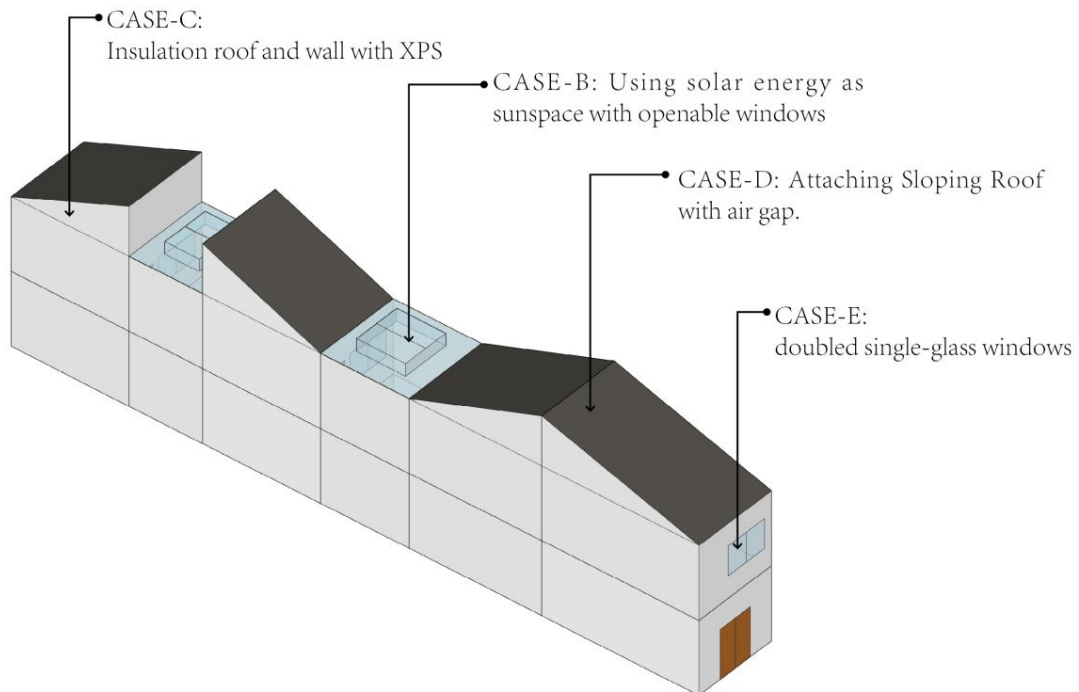 CASE-C:
Insulation roof and wall with XPS
CASE-B: Using solar energy as
sunspace with openable windows
CASE-D: Attaching Sloping Roof
with air gap.
CASE-E:
doubled single-glass windows